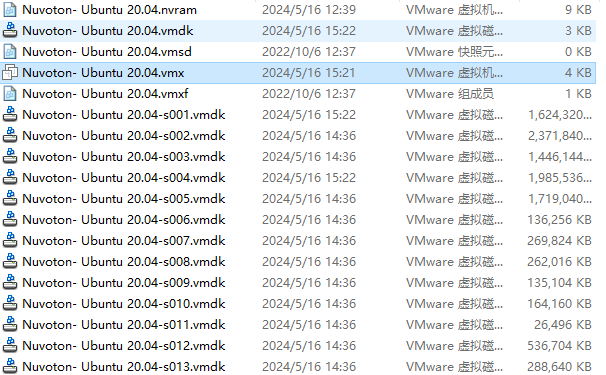 Nuvoton- Ubuntu 20.04.nvram 2024/5/16 12:39 VMware 虚拟机... 9 KB
Nuvoton- Ubuntu 20.04.vmdk 2024/5/16 15:22 VMware 虚拟磁... 3 KB
Nuvoton- Ubuntu 20.04.vmsd 2022/10/6 12:37 VMware 快照元... 0 KB
Nuvoton- Ubuntu 20.04.vmx 2024/5/16 15:21 VMware 虚拟机... 4 KB
Nuvoton- Ubuntu 20.04.vmxf 2022/10/6 12:37 VMware 组成员 1 KB
Nuvoton- Ubuntu 20.04-s001.vmdk 2024/5/16 15:22 VMware 虚拟磁... 1,624,320...
Nuvoton- Ubuntu 20.04-s002.vmdk 2024/5/16 14:36 VMware 虚拟磁... 2,371,840...
Nuvoton- Ubuntu 20.04-s003.vmdk 2024/5/16 14:36 VMware 虚拟磁... 1,446,144...
Nuvoton- Ubuntu 20.04-s004.vmdk 2024/5/16 15:22 VMware 虚拟磁... 1,985,536...
Nuvoton- Ubuntu 20.04-s005.vmdk 2024/5/16 14:36 VMware 虚拟磁... 1,719,040...
Nuvoton- Ubuntu 20.04-s006.vmdk 2024/5/16 14:36 VMware 虚拟磁... 136,256 KB
Nuvoton- Ubuntu 20.04-s007.vmdk 2024/5/16 14:36 VMware 虚拟磁... 269,824 KB
Nuvoton- Ubuntu 20.04-s008.vmdk 2024/5/16 14:36 VMware 虚拟磁... 262,016 KB
Nuvoton- Ubuntu 20.04-s009.vmdk 2024/5/16 14:36 VMware 虚拟磁... 135,104 KB
Nuvoton- Ubuntu 20.04-s010.vmdk 2024/5/16 14:36 VMware 虚拟磁... 164,160 KB
Nuvoton- Ubuntu 20.04-s011.vmdk 2024/5/16 14:36 VMware 虚拟磁... 26,496 KB
Nuvoton- Ubuntu 20.04-s012.vmdk 2024/5/16 14:36 VMware 虚拟磁... 536,704 KB
Nuvoton- Ubuntu 20.04-s013.vmdk 2024/5/16 14:36 VMware 虚拟磁... 288,640 KB